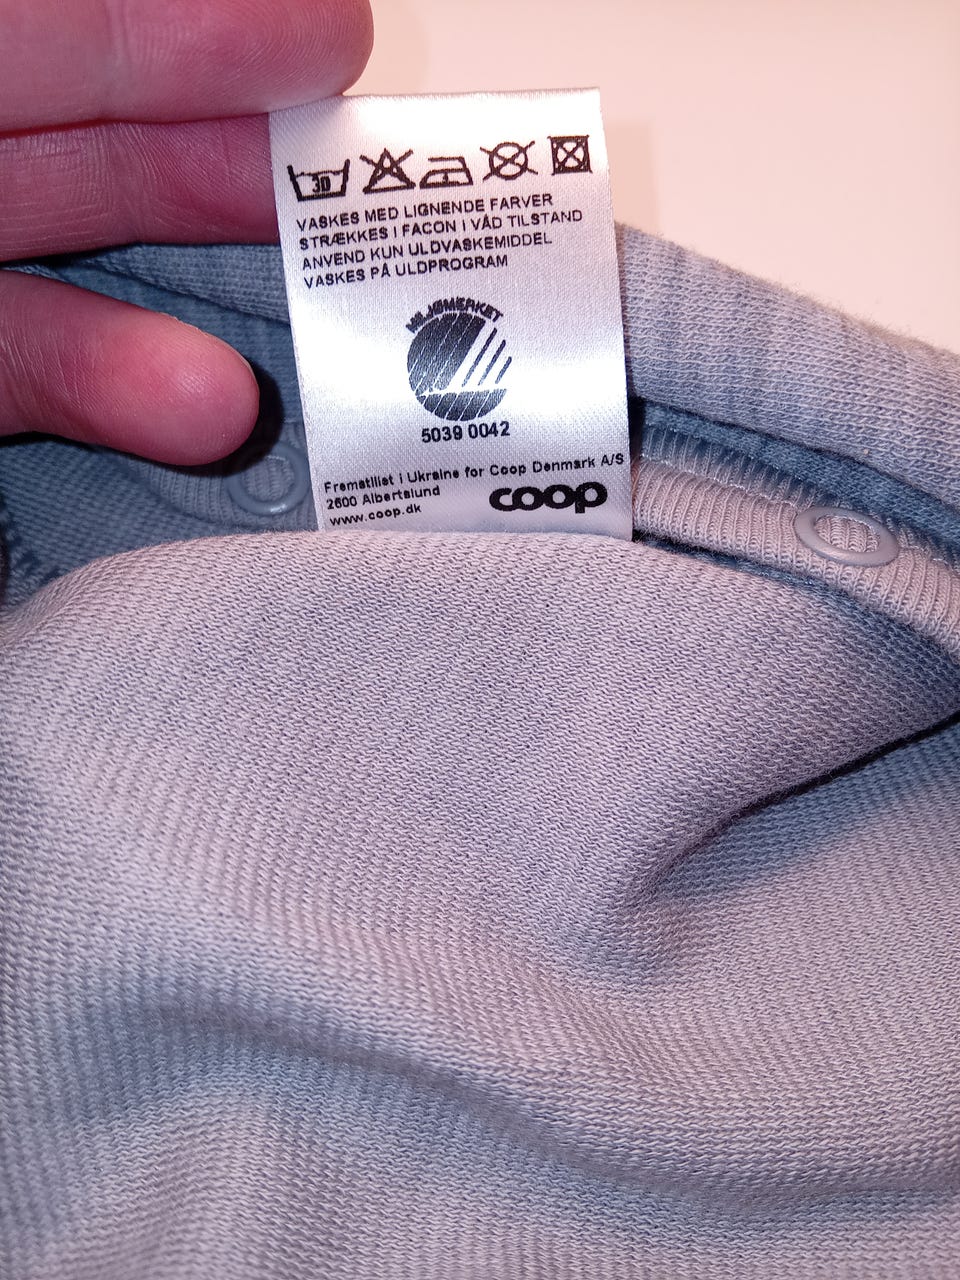 30
VASKES MED LIGNENDE FARVER
STRÆKKES I FACON I VÅD TILSTAND
ANVEND KUN ULDVASKEMIDDEL
VASKES PÅ ULDPROGRAM
MILJØMERKET
5039 0042
Fremstillet i Ukraine for Coop Denmark A/S
2600 Albertslund
www.coop.dk
coop